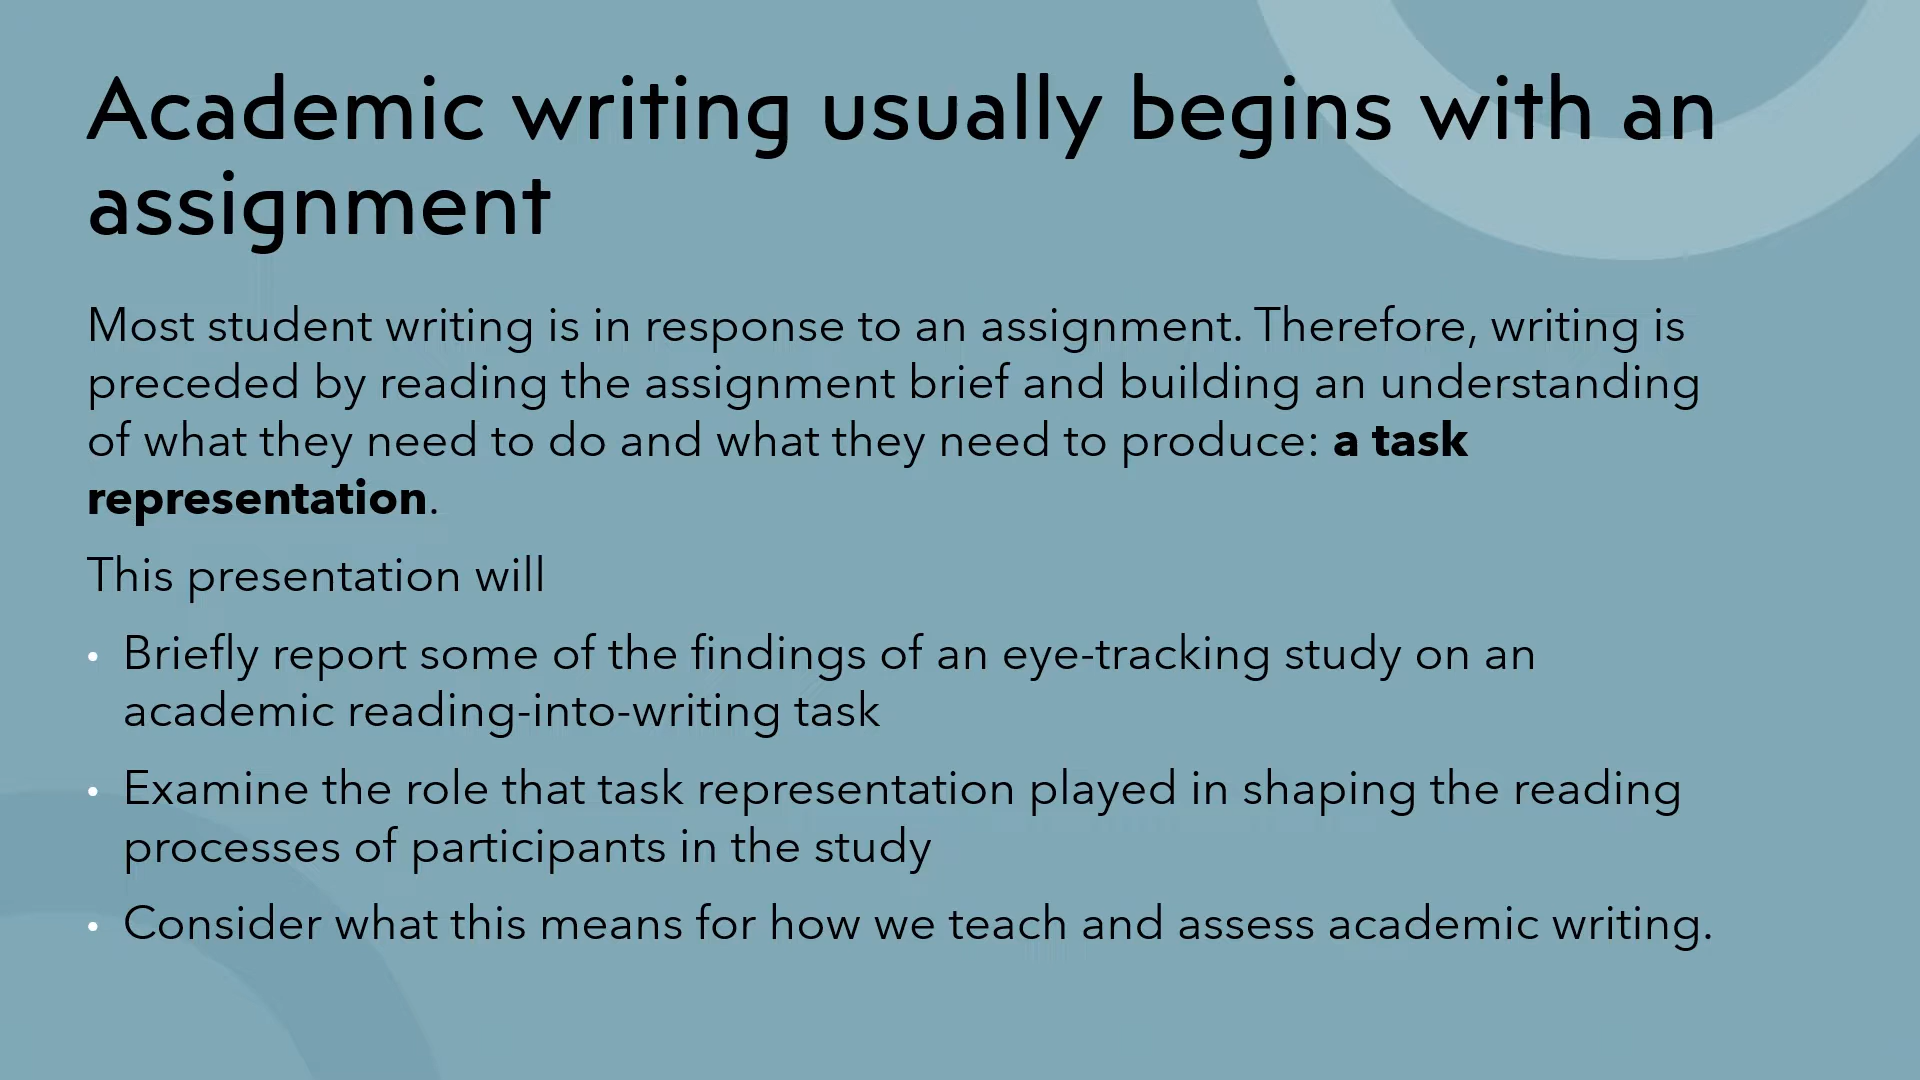 Academic writing usually begins with an
assignment
Most student writing is in response to an assignment. Therefore, writing is
preceded by reading the assignment brief and building an understanding
of what they need to do and what they need to produce: a task
representation.
This presentation will
• Briefly report some of the findings of an eye-tracking study on an
academic reading-into-writing task
• Examine the role that task representation played in shaping the reading
processes of participants in the study
• Consider what this means for how we teach and assess academic writing.